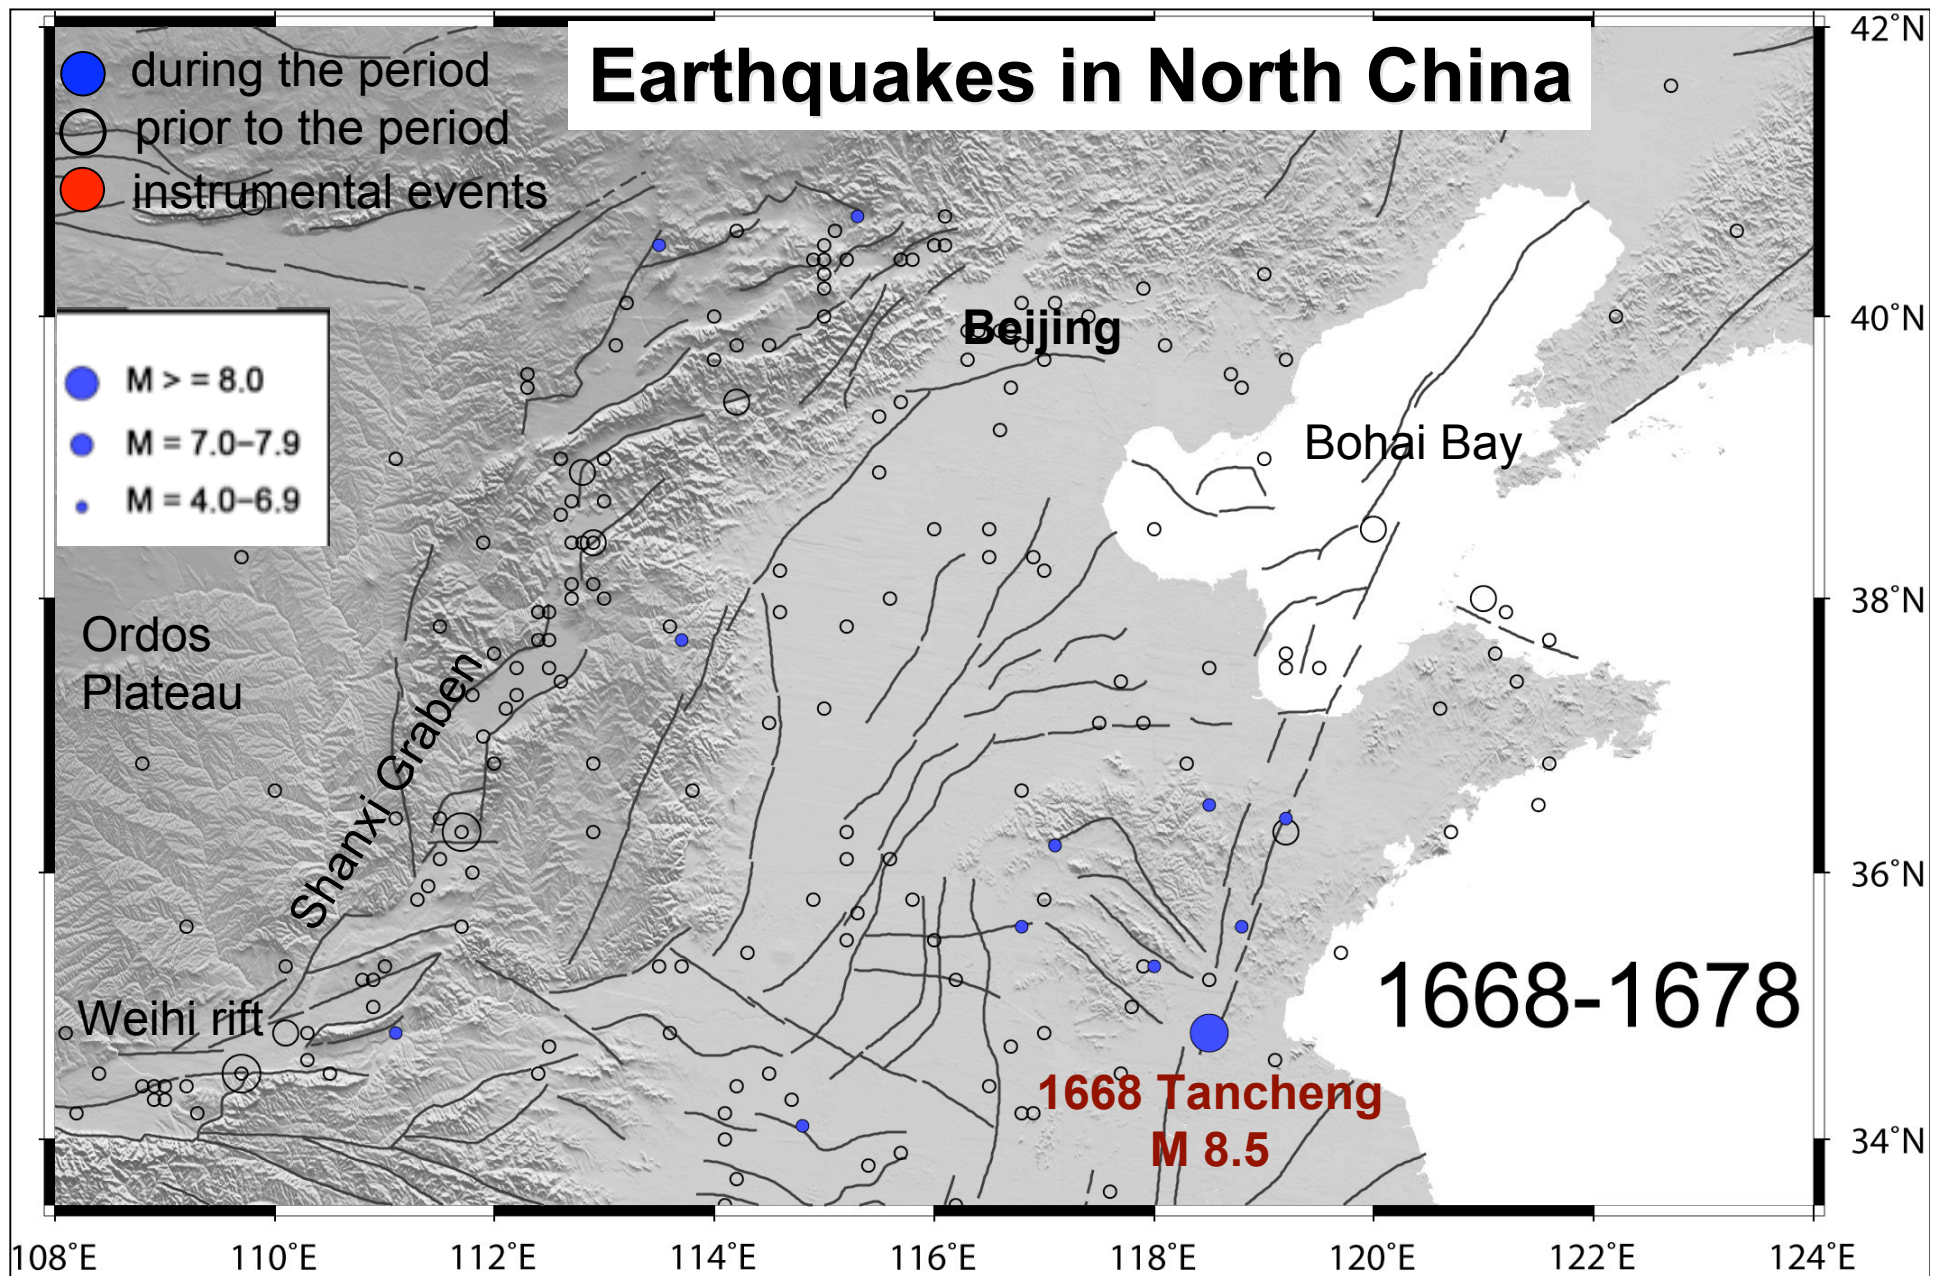 Earthquakes in North China
during the period
prior to the period
instrumental events
M > = 8.0
M = 7.0–7.9
M = 4.0–6.9
Beijing
Bohai Bay
Ordos
Plateau
Shanxi Graben
Weihi rift
1668-1678
1668 Tancheng
M 8.5
42°N
40°N
38°N
36°N
34°N
108°E 110°E 112°E 114°E 116°E 118°E 120°E 122°E 124°E